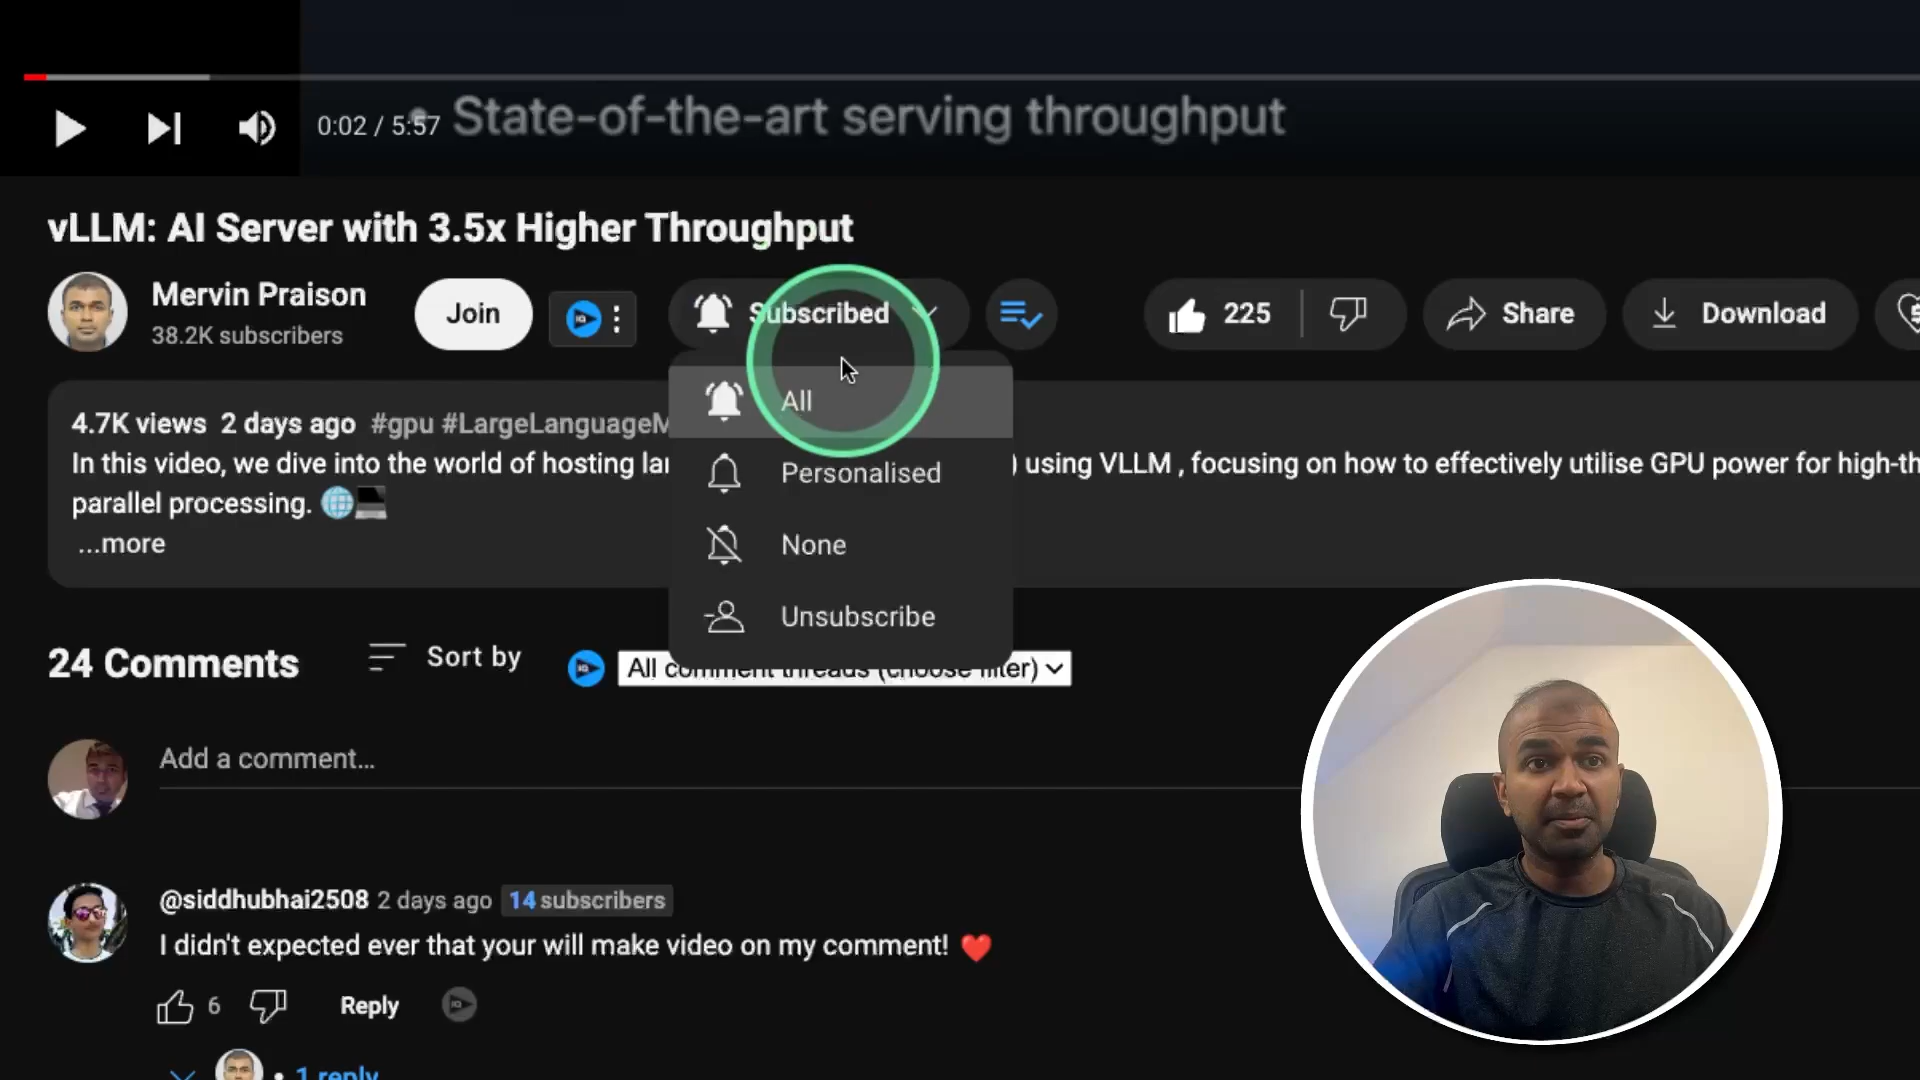 0:02 / 5:57
State-of-the-art serving throughput
vLLM: AI Server with 3.5x Higher Throughput
Mervin Praison
38.2K subscribers
Join
Subscribed
225
Share
Download
All
Personalised
None
Unsubscribe
4.7K views 2 days ago #gpu
In this video, we dive into the world of hosting
) using VLLM , focusing on how to effectively utilise GPU power for
parallel processing. 🌐💻
...more
24 Comments
Sort by
All comment threads (choose filter)
Add a comment...
@siddhubhai2508 2 days ago 14 subscribers
I didn't expected ever that your will make video on my comment! ❤️
6
Reply
1 reply